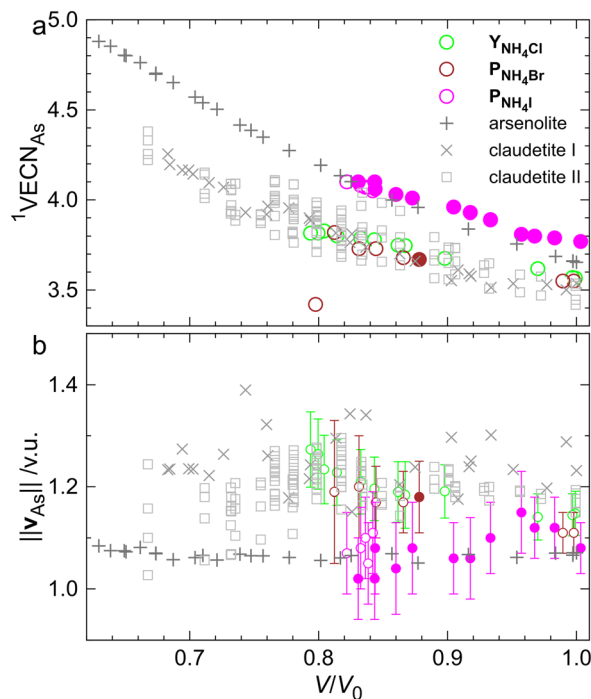 a
Y_NH₄Cl
P_NH₄Br
P_NH₄I
arsenolite
claudetite I
claudetite II
5.0
4.5
4.0
3.5
¹VECN_As
b
1.4
1.2
1.0
||v_As|| /v.u.
0.7 0.8 0.9 1.0
V/V₀